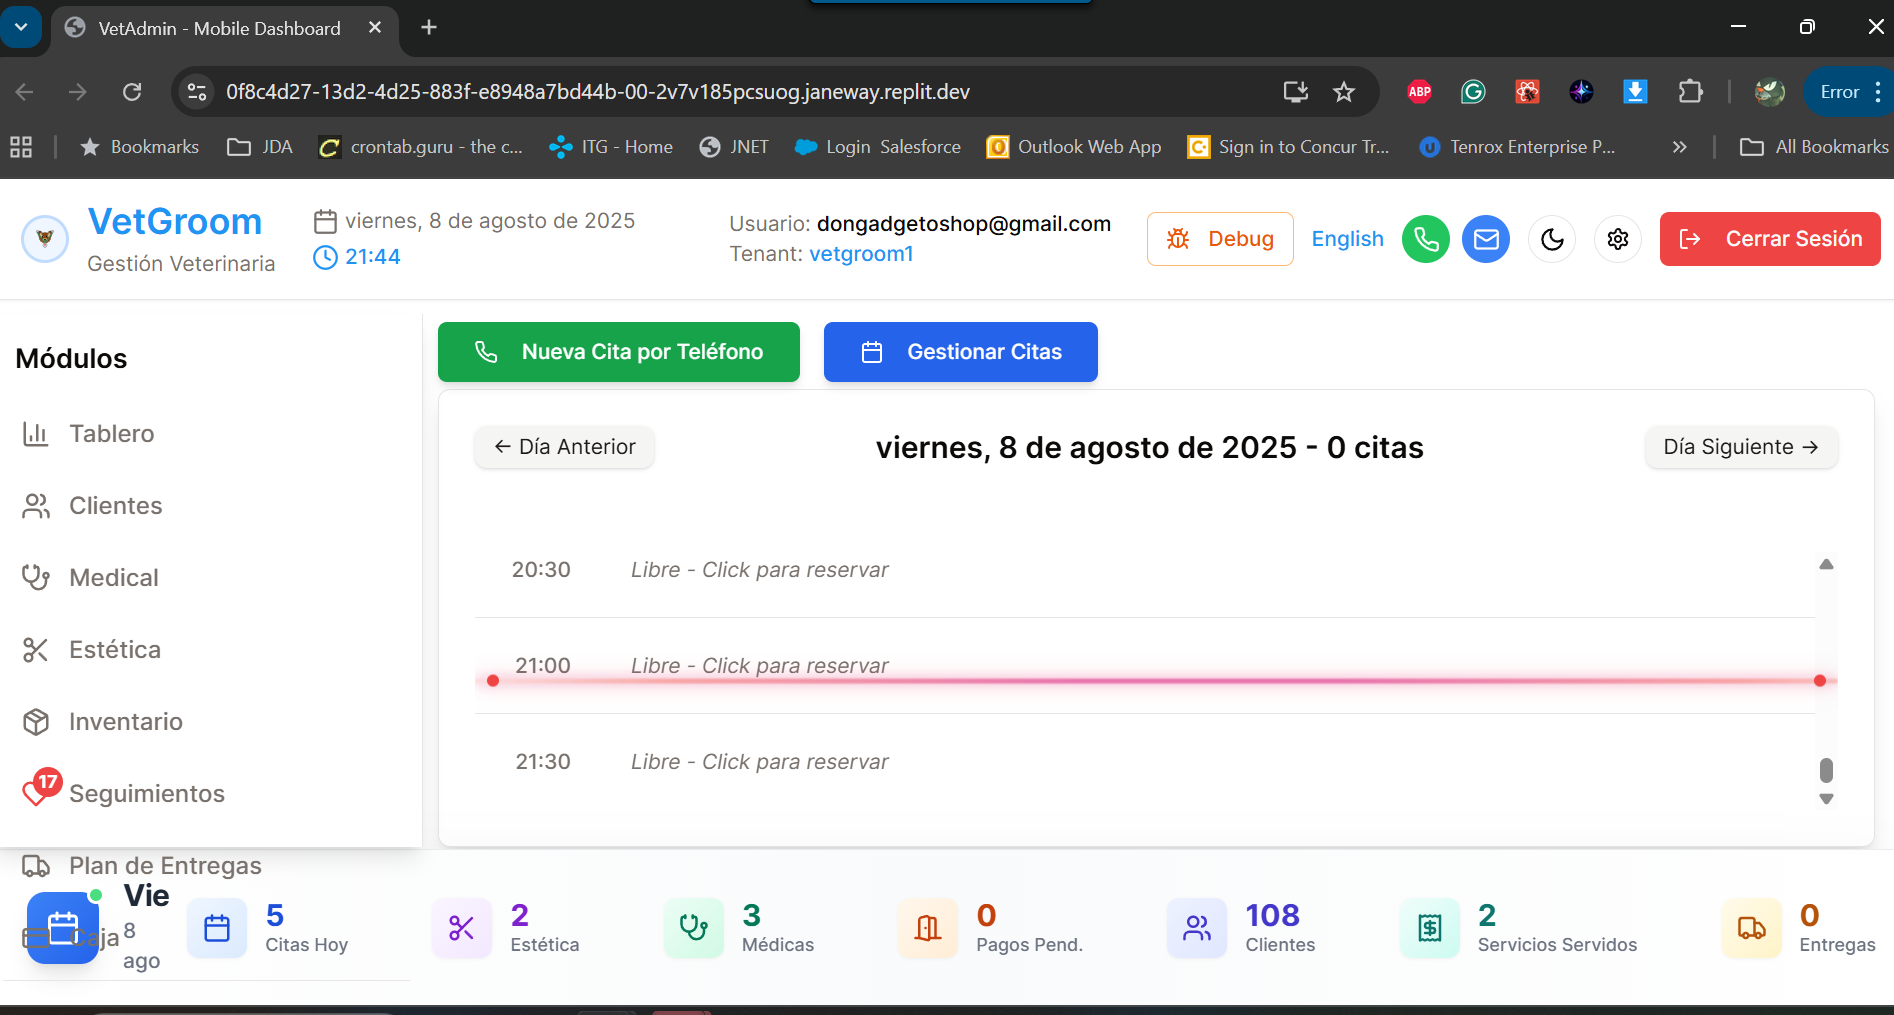 VetAdmin - Mobile Dashboard
0f8c4d27-13d2-4d25-883f-e8948a7bd44b-00-2v7v185pcsuog.janeway.replit.dev
ABP
Error
Bookmarks
JDA
crontab.guru - the c...
ITG - Home
JNET
Login Salesforce
Outlook Web App
Sign in to Concur Tr...
Tenrox Enterprise P...
All Bookmarks
VetGroom
Gestión Veterinaria
viernes, 8 de agosto de 2025
21:44
Usuario: dongadgetoshop@gmail.com
Tenant: vetgroom1
Debug
English
Cerrar Sesión
Módulos
Tablero
Clientes
Medical
Estética
Inventario
17
Seguimientos
Plan de Entregas
Caja
Nueva Cita por Teléfono
Gestionar Citas
← Día Anterior
viernes, 8 de agosto de 2025 - 0 citas
Día Siguiente →
20:30 Libre - Click para reservar
21:00 Libre - Click para reservar
21:30 Libre - Click para reservar
Vie
8
ago
5
Citas Hoy
2
Estética
3
Médicas
0
Pagos Pend.
108
Clientes
2
Servicios Servidos
0
Entregas